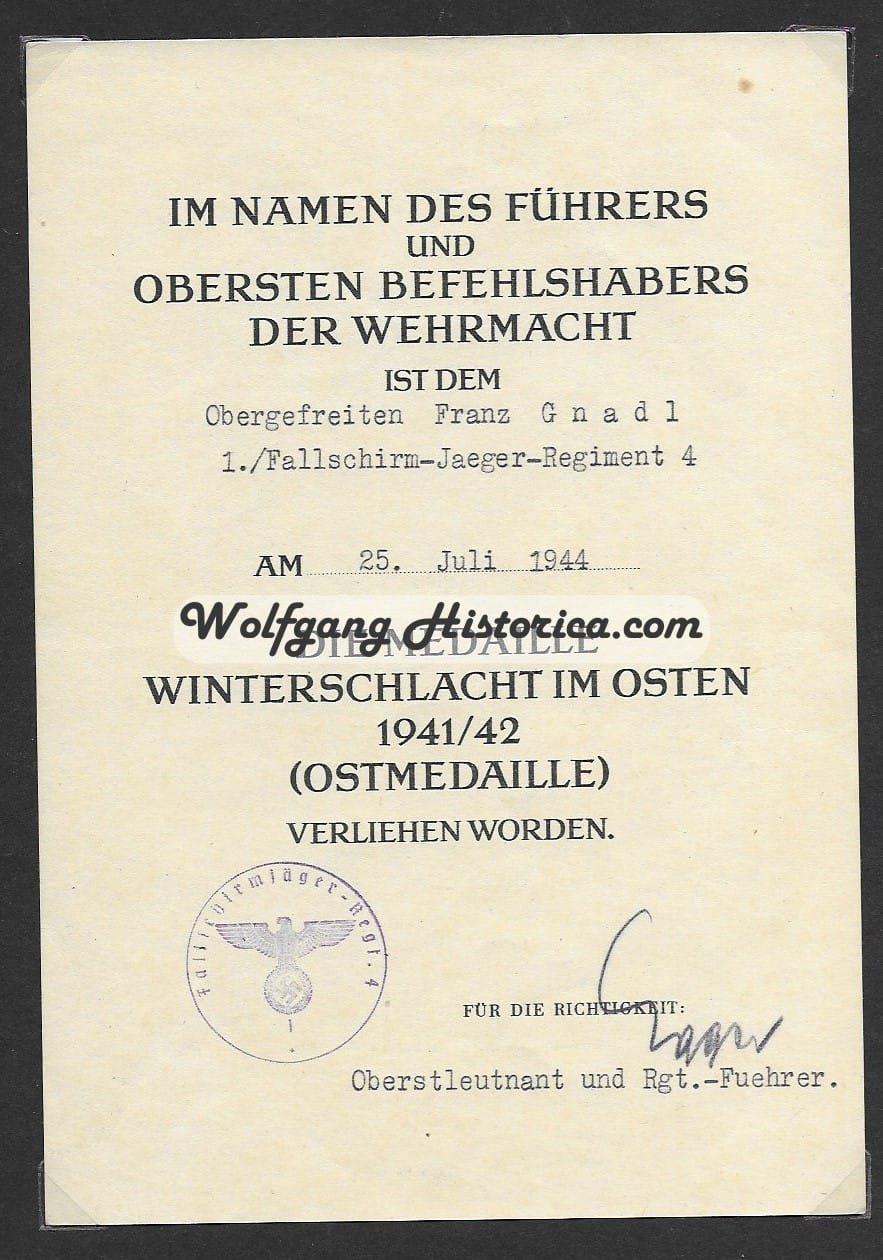 IM NAMEN DES FÜHRERS
UND
OBERSTEN BEFEHLSHABERS
DER WEHRMACHT
IST DEM
Obergefreiten Franz G n a d l
1./Fallschirm-Jaeger-Regiment 4
AM 25. Juli 1944
Wolfgang Historica.com
DIE MEDAILLE
WINTERSCHLACHT IM OSTEN
1941/42
(OSTMEDAILLE)
VERLIEHEN WORDEN.
Fallschirmjäger-Regt. 4
FÜR DIE RICHTIGKEIT:
Oberstleutnant und Rgt.-Fuehrer.